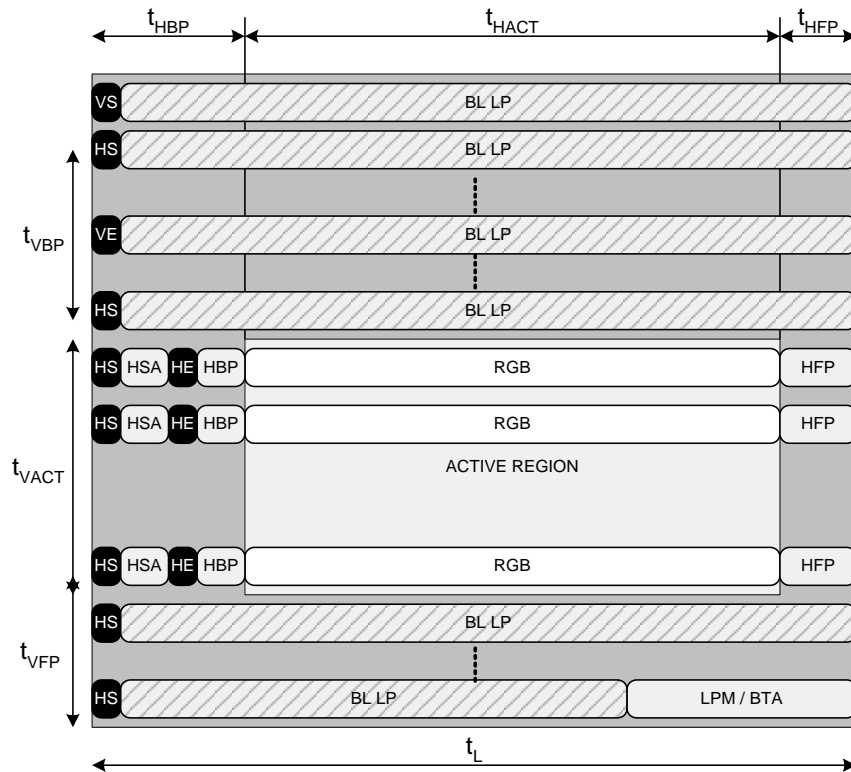 tHBP tHACT tHFP
VS BL LP
HS BL LP
tVBP
VE BL LP
HS BL LP
HS HSA HE HBP RGB HFP
HS HSA HE HBP RGB HFP
tVACT ACTIVE REGION
HS HSA HE HBP RGB HFP
HS BL LP
tVFP
HS BL LP LPM / BTA
tL